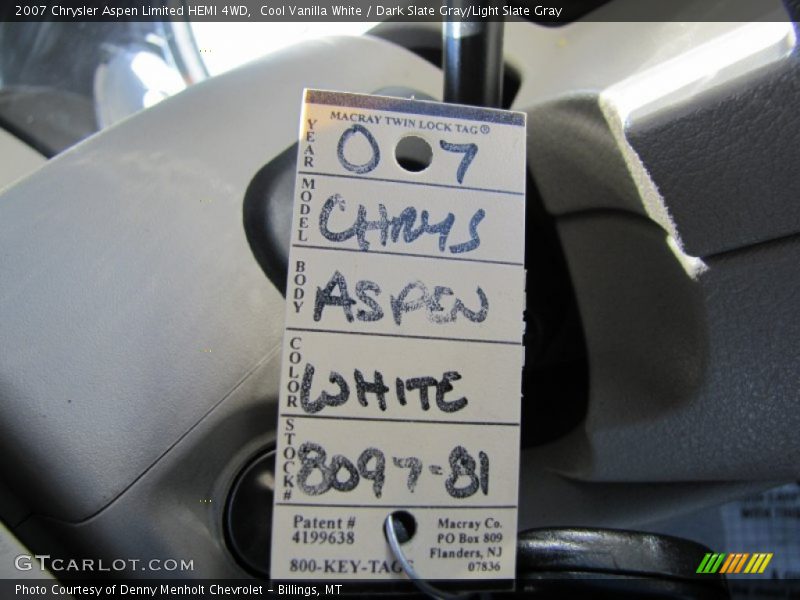 2007 Chrysler Aspen Limited HEMI 4WD, Cool Vanilla White / Dark Slate Gray/Light Slate Gray
MACRAY TWIN LOCK TAG®
YEAR 07
MODEL CHRYS
BODY ASPEN
COLOR WHITE
STOCK# 8097-81
Patent #
4199638
800-KEY-TAGS
Macray Co.
PO Box 809
Flanders, NJ
07836
GTCARLOT.COM
Photo Courtesy of Denny Menholt Chevrolet – Billings, MT